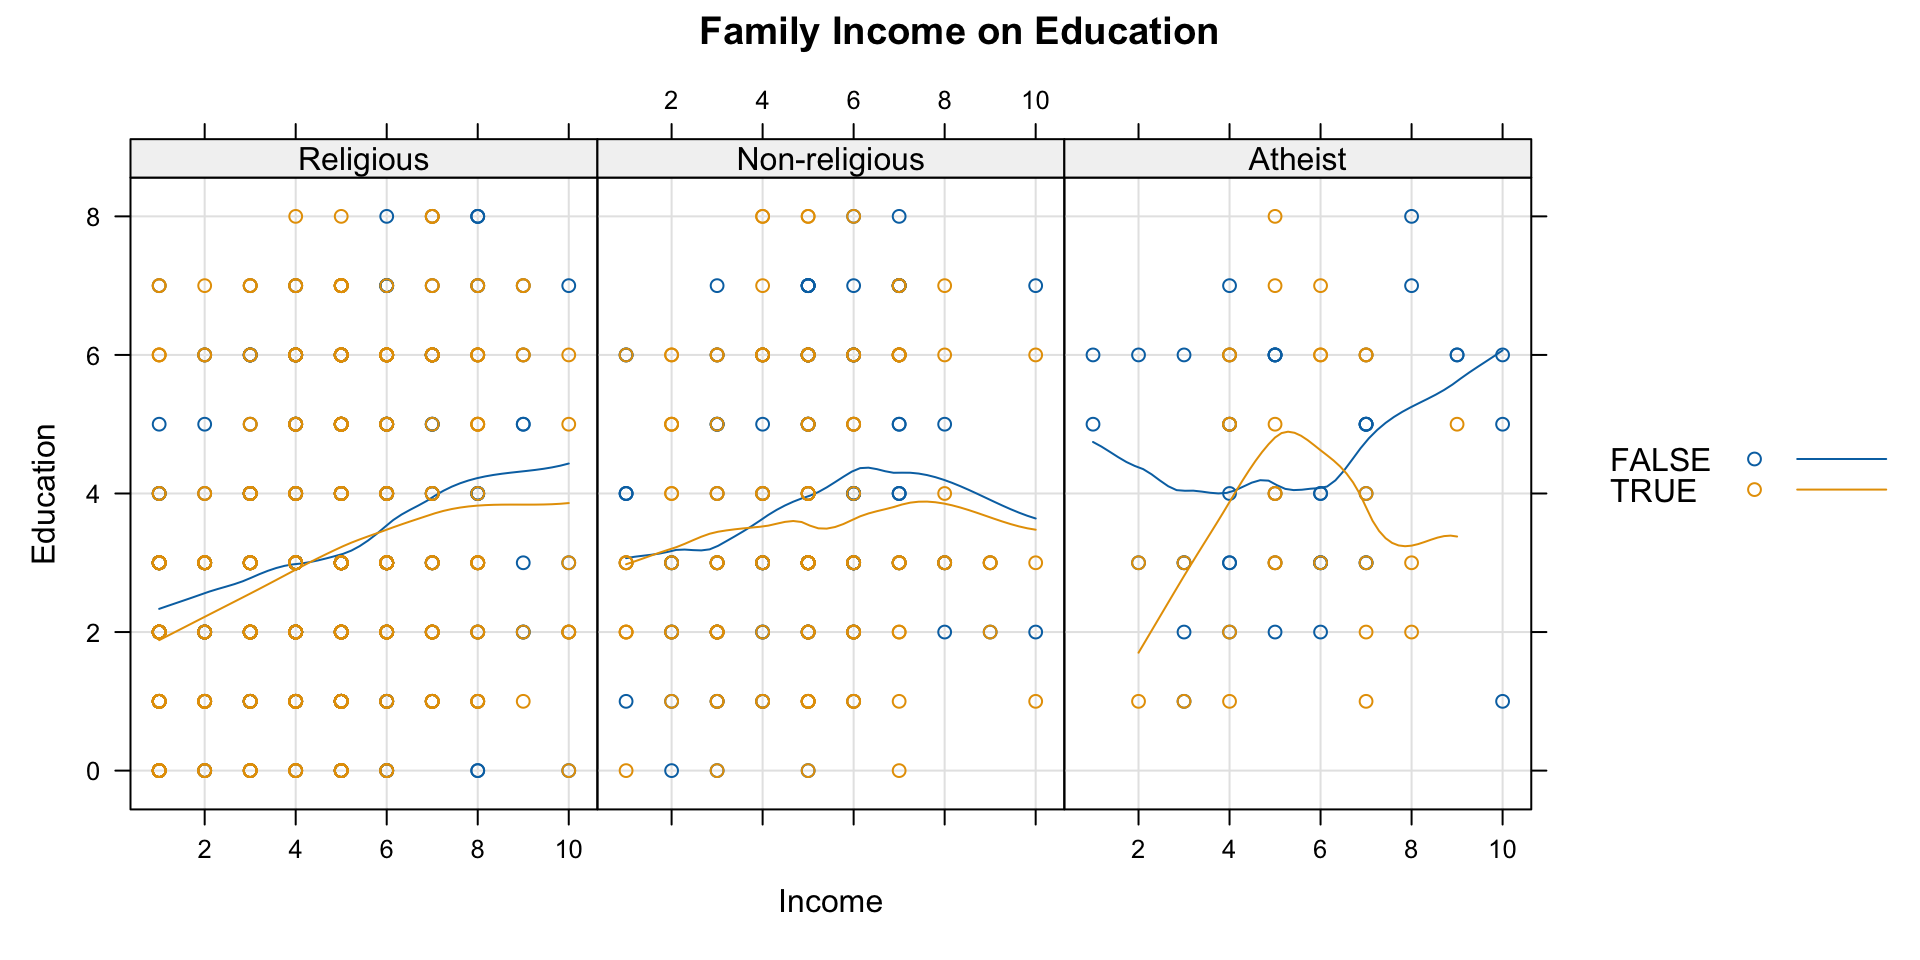 Family Income on Education
2 4 6 8 10
Religious Non-religious Atheist
8
6
4
2
0
Education
FALSE
TRUE
2 4 6 8 10 2 4 6 8 10
Income